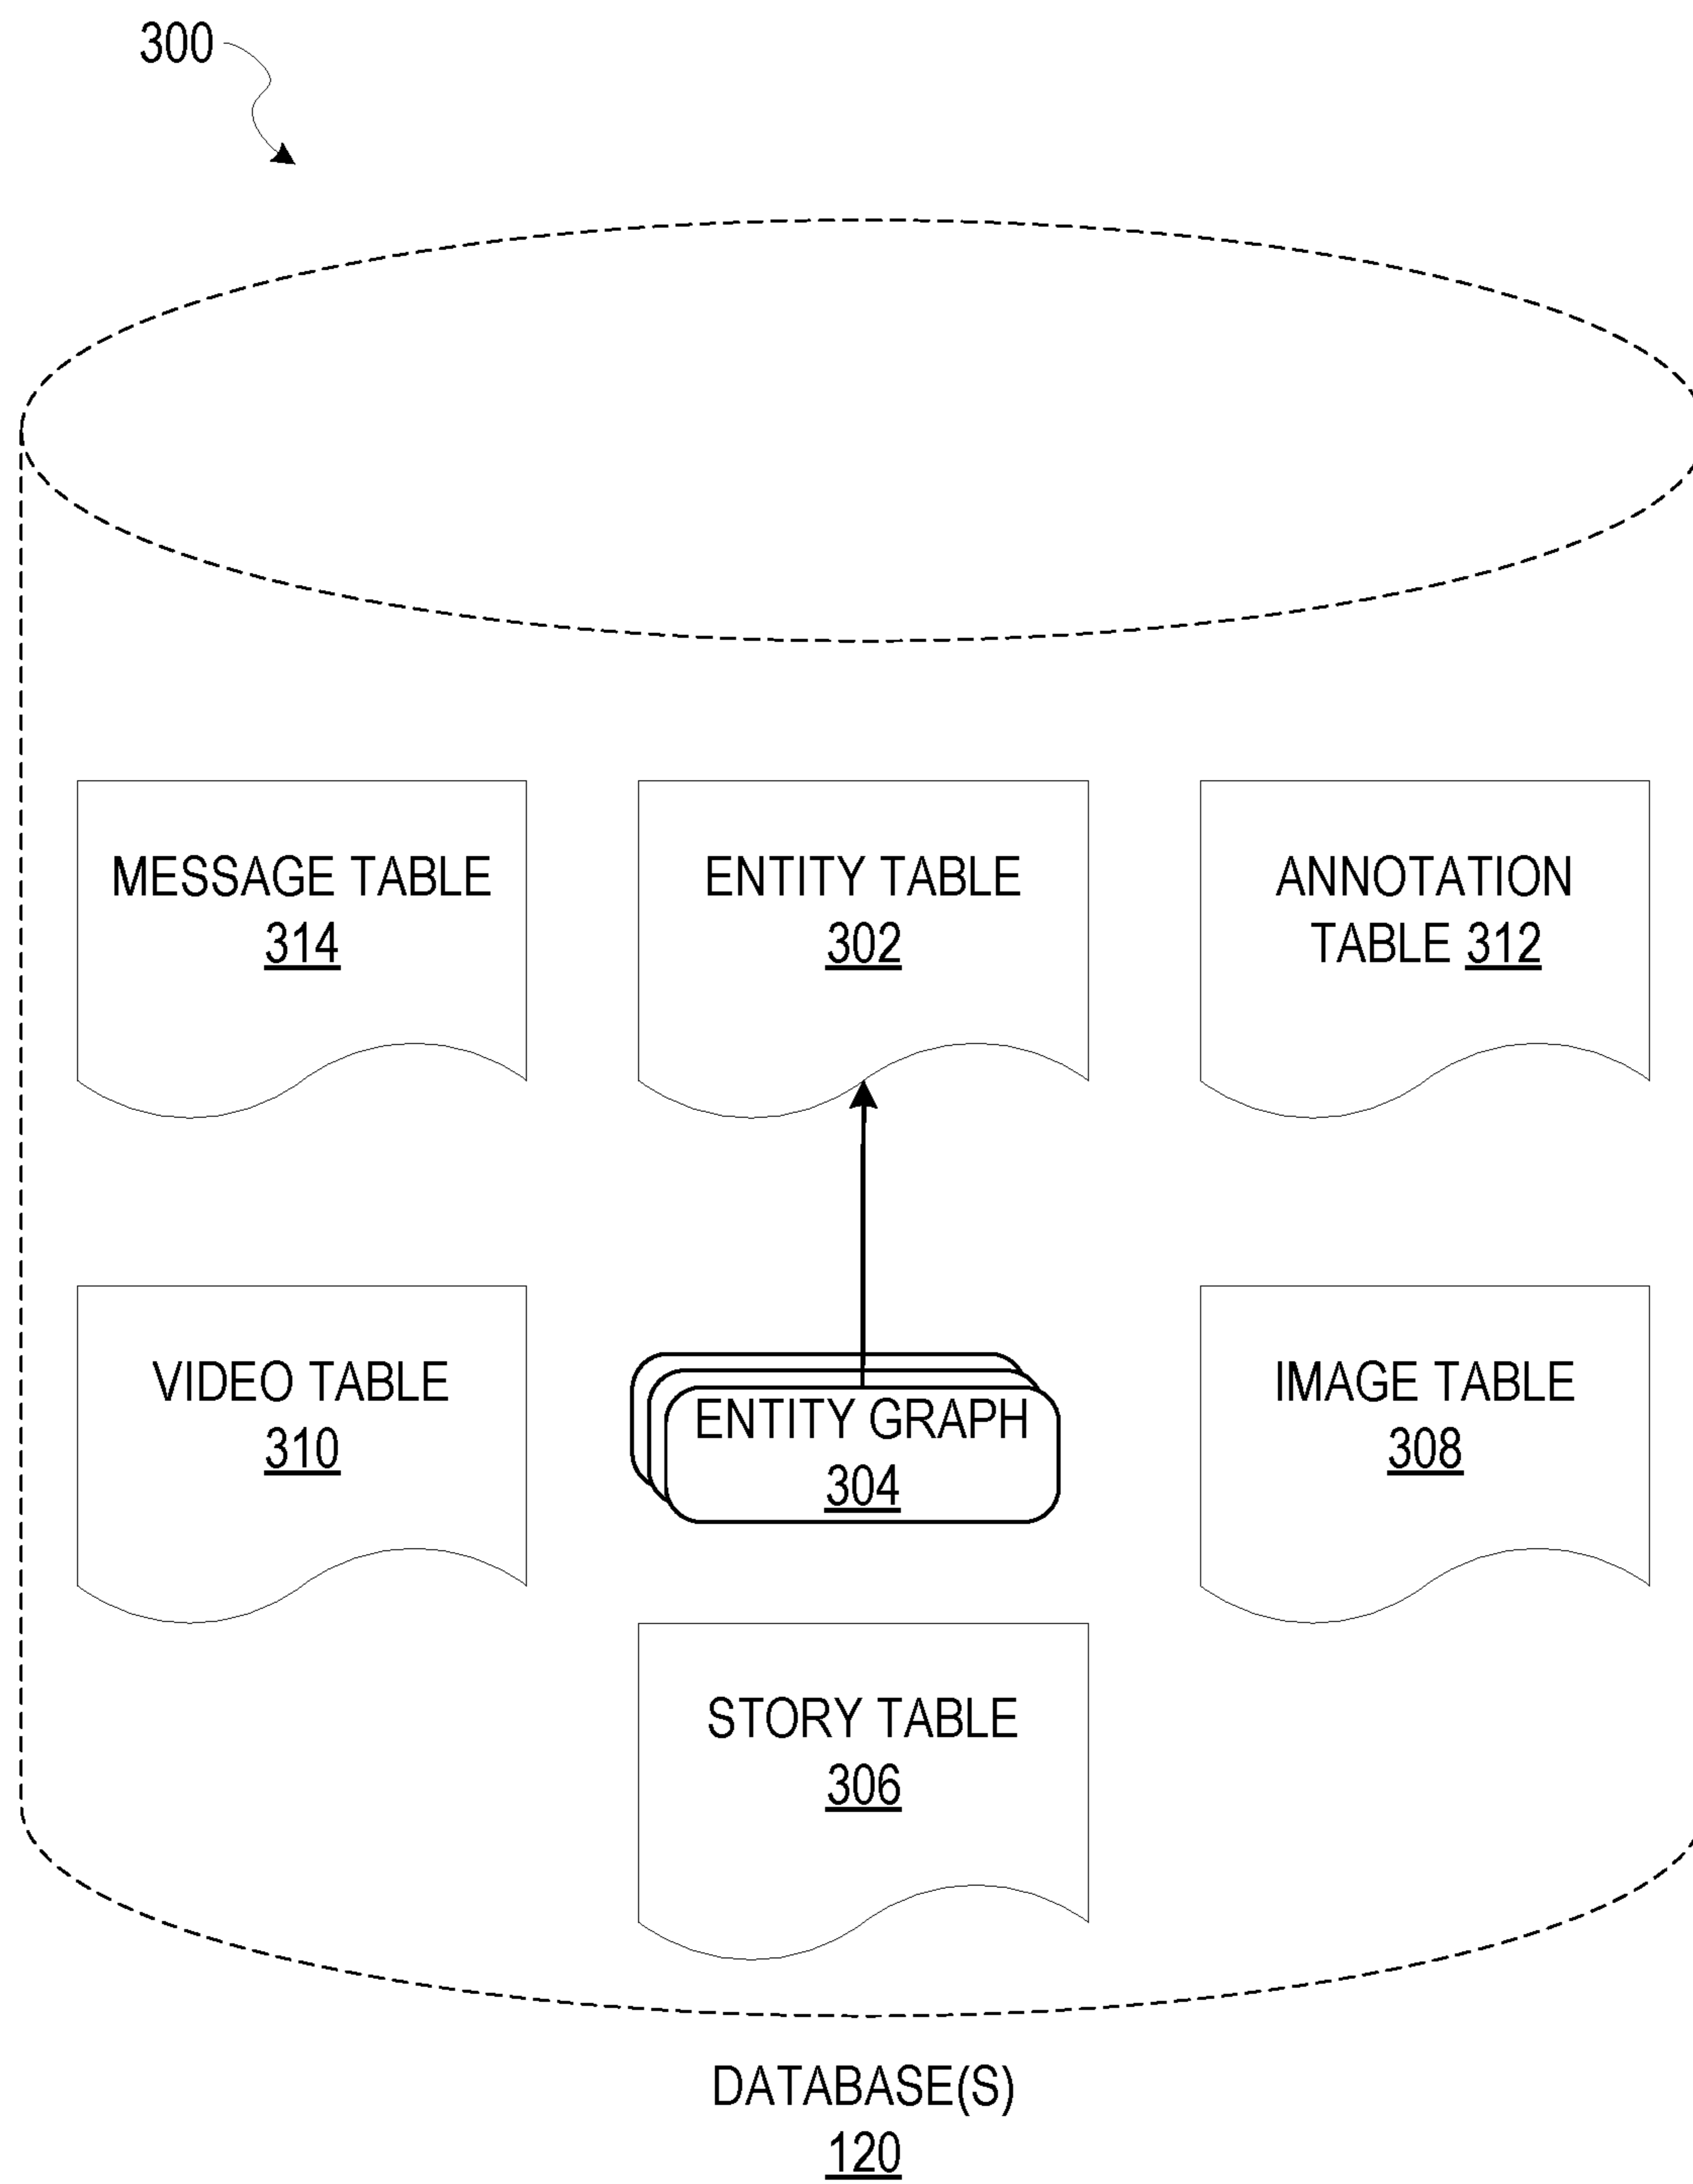 300
MESSAGE TABLE
314
ENTITY TABLE
302
ANNOTATION
TABLE 312
VIDEO TABLE
310
ENTITY GRAPH
304
IMAGE TABLE
308
STORY TABLE
306
DATABASE(S)
120